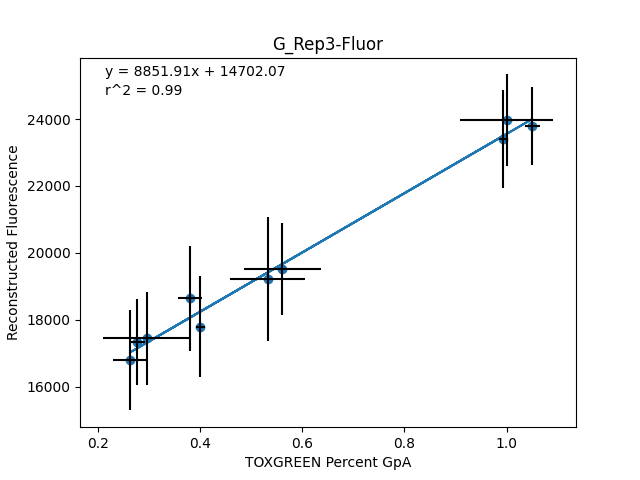 G_Rep3-Fluor
y = 8851.91x + 14702.07
r^2 = 0.99
24000
22000
20000
18000
16000
Reconstructed Fluorescence
0.2 0.4 0.6 0.8 1.0
TOXGREEN Percent GpA